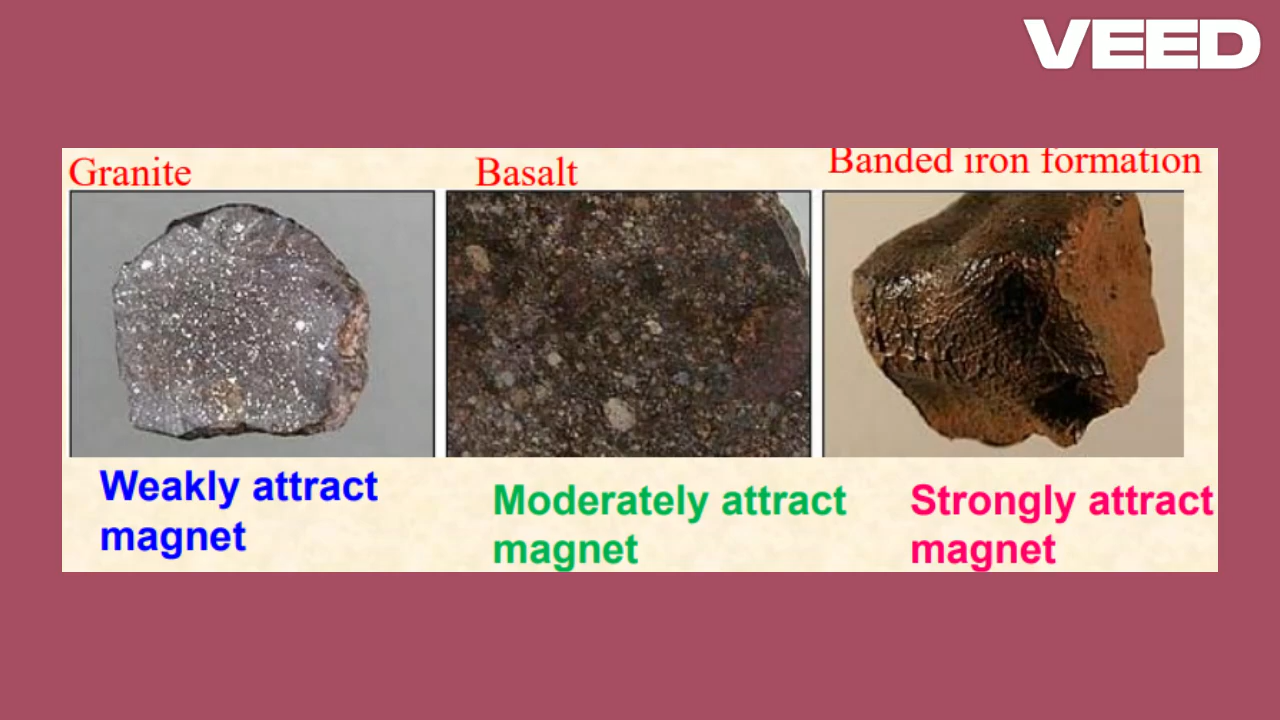 VEED
Granite
Basalt
Banded iron formation
Weakly attract
magnet
Moderately attract
magnet
Strongly attract
magnet